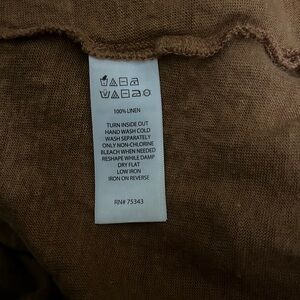 100% LINEN
TURN INSIDE OUT
HAND WASH COLD
WASH SEPARATELY
ONLY NON-CHLORINE
BLEACH WHEN NEEDED
RESHAPE WHILE DAMP
DRY FLAT
LOW IRON
IRON ON REVERSE
RN# 75343